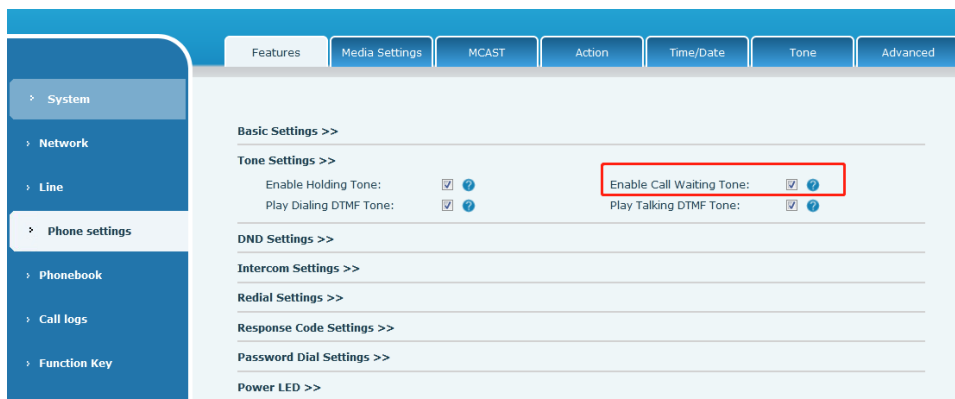 Features Media Settings MCAST Action Time/Date Tone Advanced
› System
› Network
› Line
› Phone settings
› Phonebook
› Call logs
› Function Key
Basic Settings >>
Tone Settings >>
Enable Holding Tone: ? Enable Call Waiting Tone: ?
Play Dialing DTMF Tone: ? Play Talking DTMF Tone: ?
DND Settings >>
Intercom Settings >>
Redial Settings >>
Response Code Settings >>
Password Dial Settings >>
Power LED >>